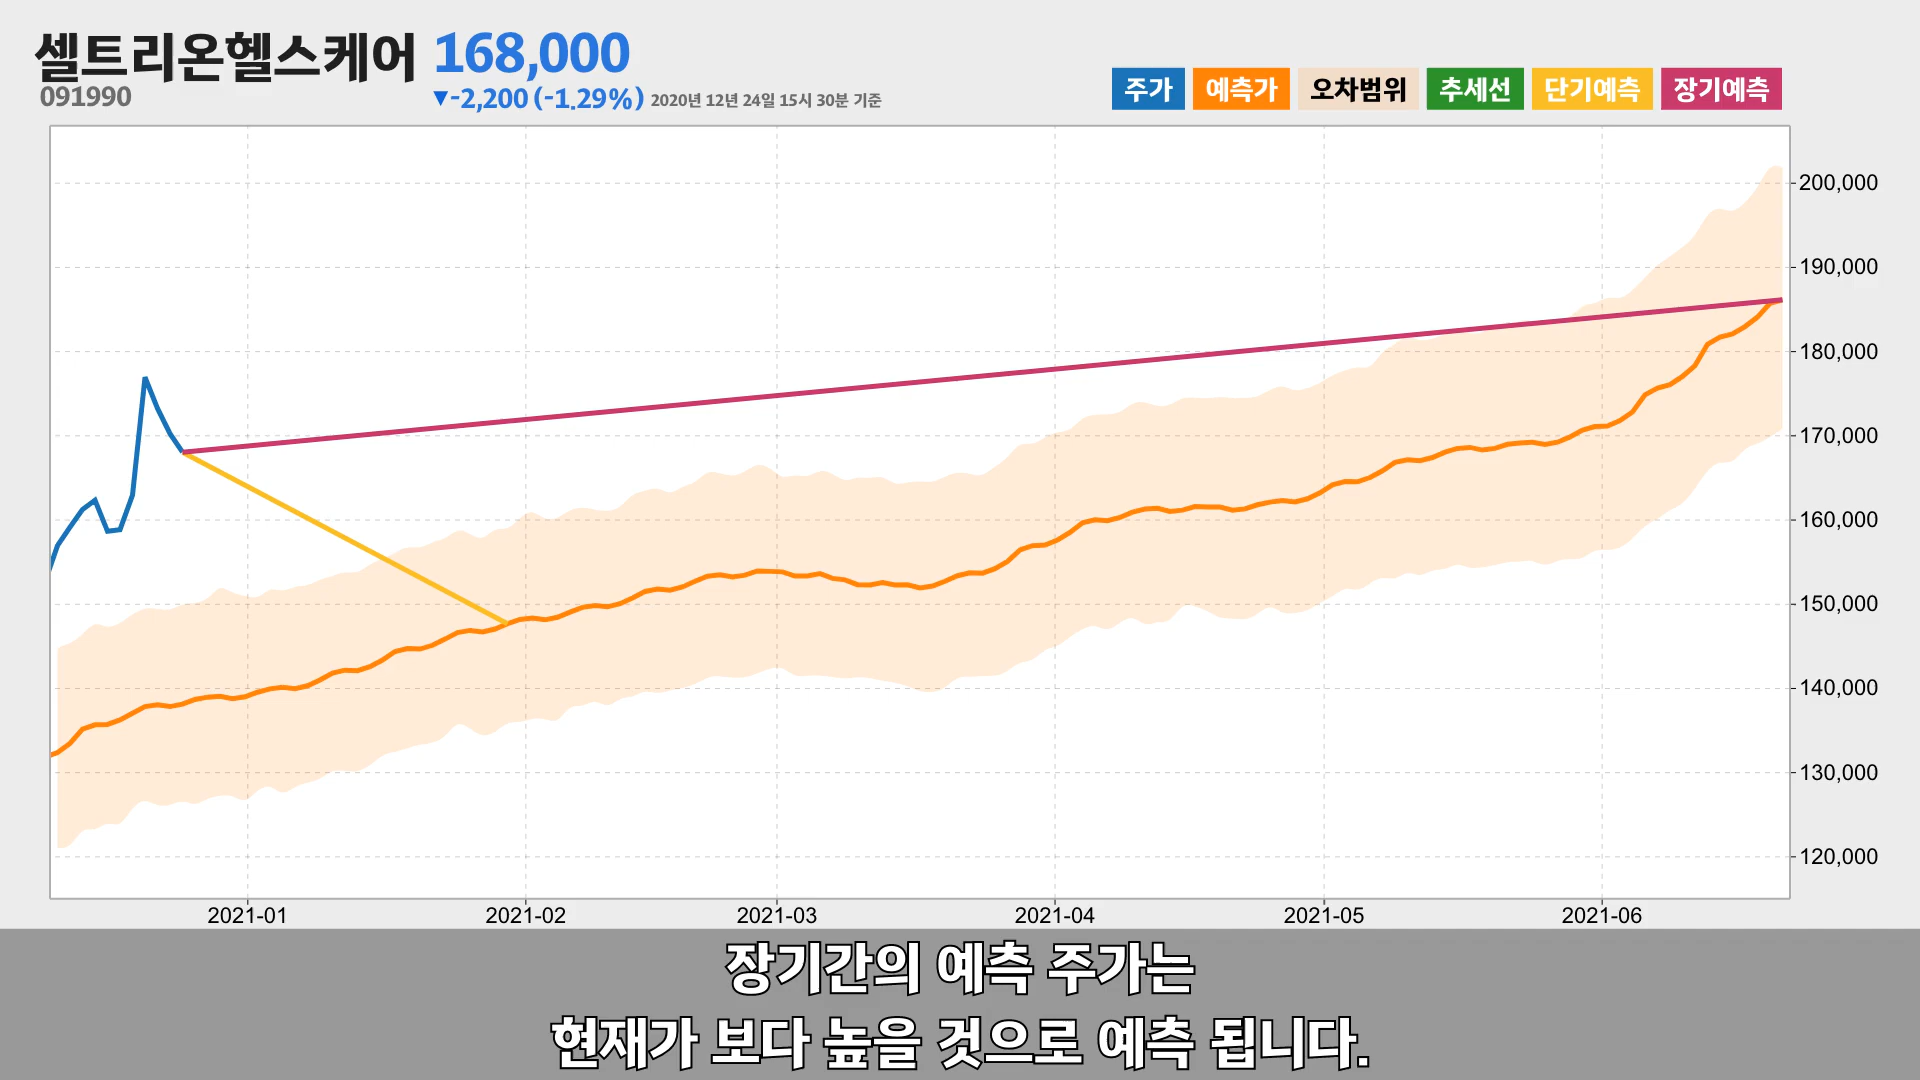 셀트리온헬스케어 168,000
091990
▼-2,200 (-1.29%) 2020년 12년 24일 15시 30분 기준
주가 예측가 오차범위 추세선 단기예측 장기예측
200,000
190,000
180,000
170,000
160,000
150,000
140,000
130,000
120,000
2021-01 2021-02 2021-03 2021-04 2021-05 2021-06
장기간의 예측 주가는
현재가 보다 높을 것으로 예측 됩니다.